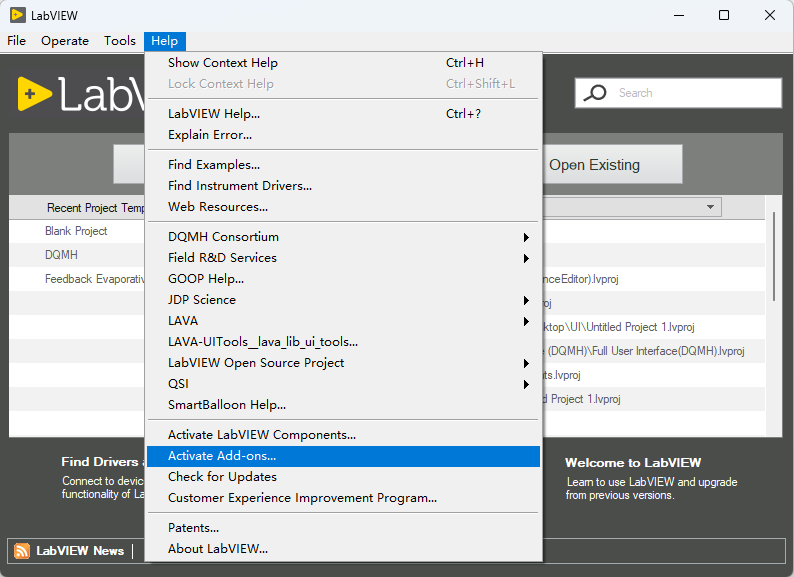 LabVIEW
File Operate Tools Help
Show Context Help Ctrl+H
Lock Context Help Ctrl+Shift+L
LabVIEW Help... Ctrl+?
Explain Error...
Find Examples...
Find Instrument Drivers...
Web Resources...
DQMH Consortium
Field R&D Services
GOOP Help...
JDP Science
LAVA
LAVA-UITools__lava_lib_ui_tools...
LabVIEW Open Source Project
QSI
SmartBalloon Help...
Activate LabVIEW Components...
Activate Add-ons...
Check for Updates
Customer Experience Improvement Program...
Patents...
About LabVIEW...
Lab
Search
Open Existing
Recent Project Temp
Blank Project
DQMH
Feedback Evaporativ
nceEditor).lvproj
oj
ktop\UI\Untitled Project 1.lvproj
e (DQMH)\Full User Interface(DQMH).lvproj
nts.lvproj
d Project 1.lvproj
Find Drivers
Connect to devic
functionality of La
Welcome to LabVIEW
Learn to use LabVIEW and upgrade
from previous versions.
LabVIEW News